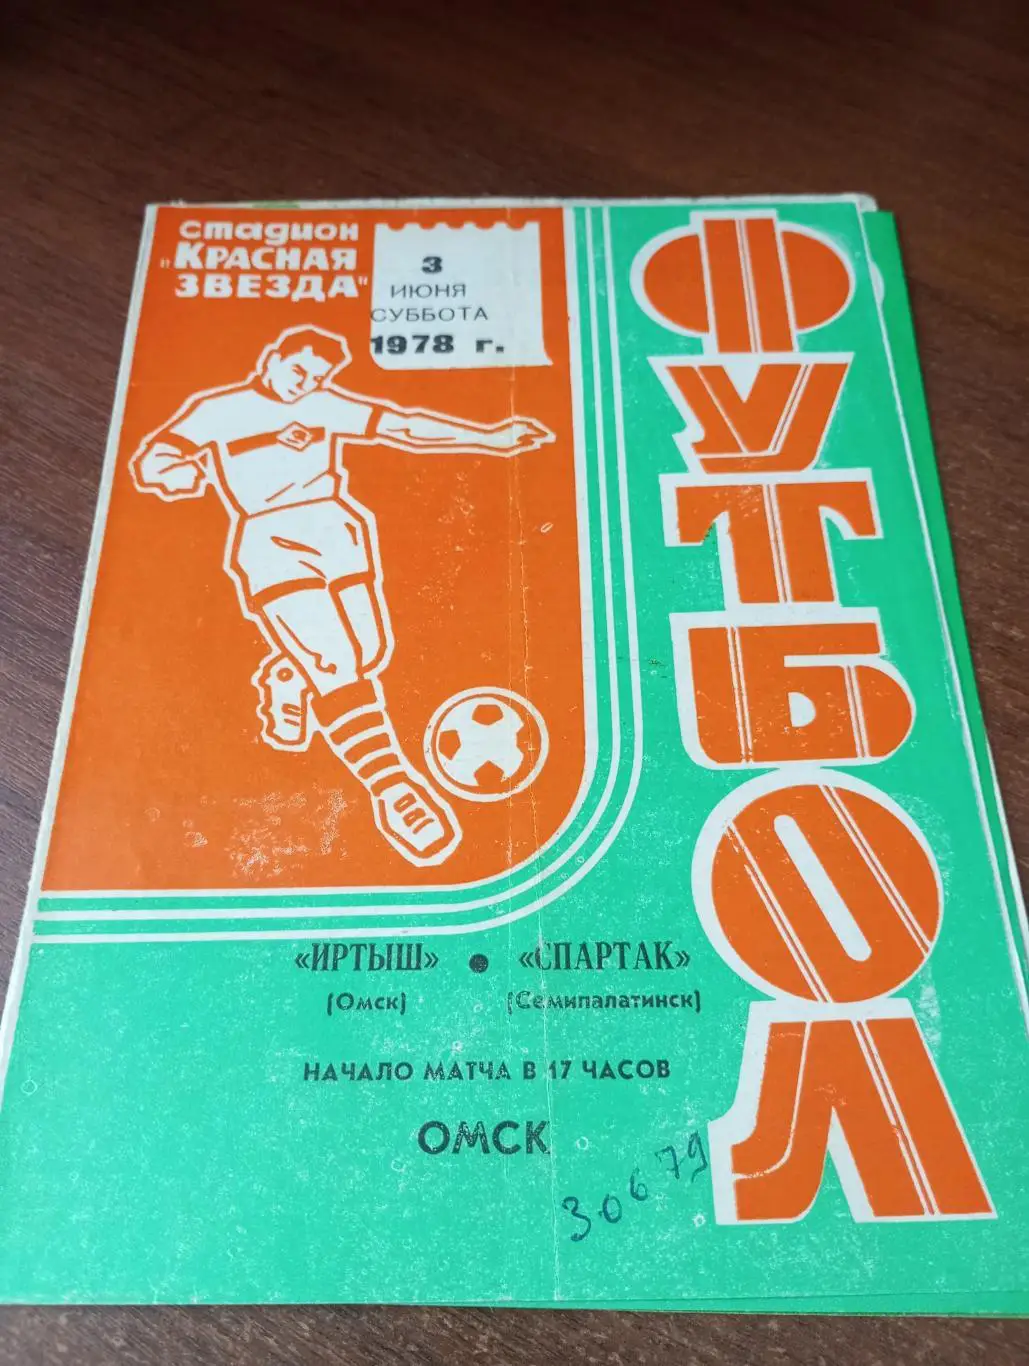 стадион
"КРАСНАЯ
ЗВЕЗДА"
3
ИЮНЯ
СУББОТА
1978 г.
ФУТБОЛ
«ИРТЫШ» • «СПАРТАК»
(Омск) (Семипалатинск)
НАЧАЛО МАТЧА В 17 ЧАСОВ
ОМСК
30679